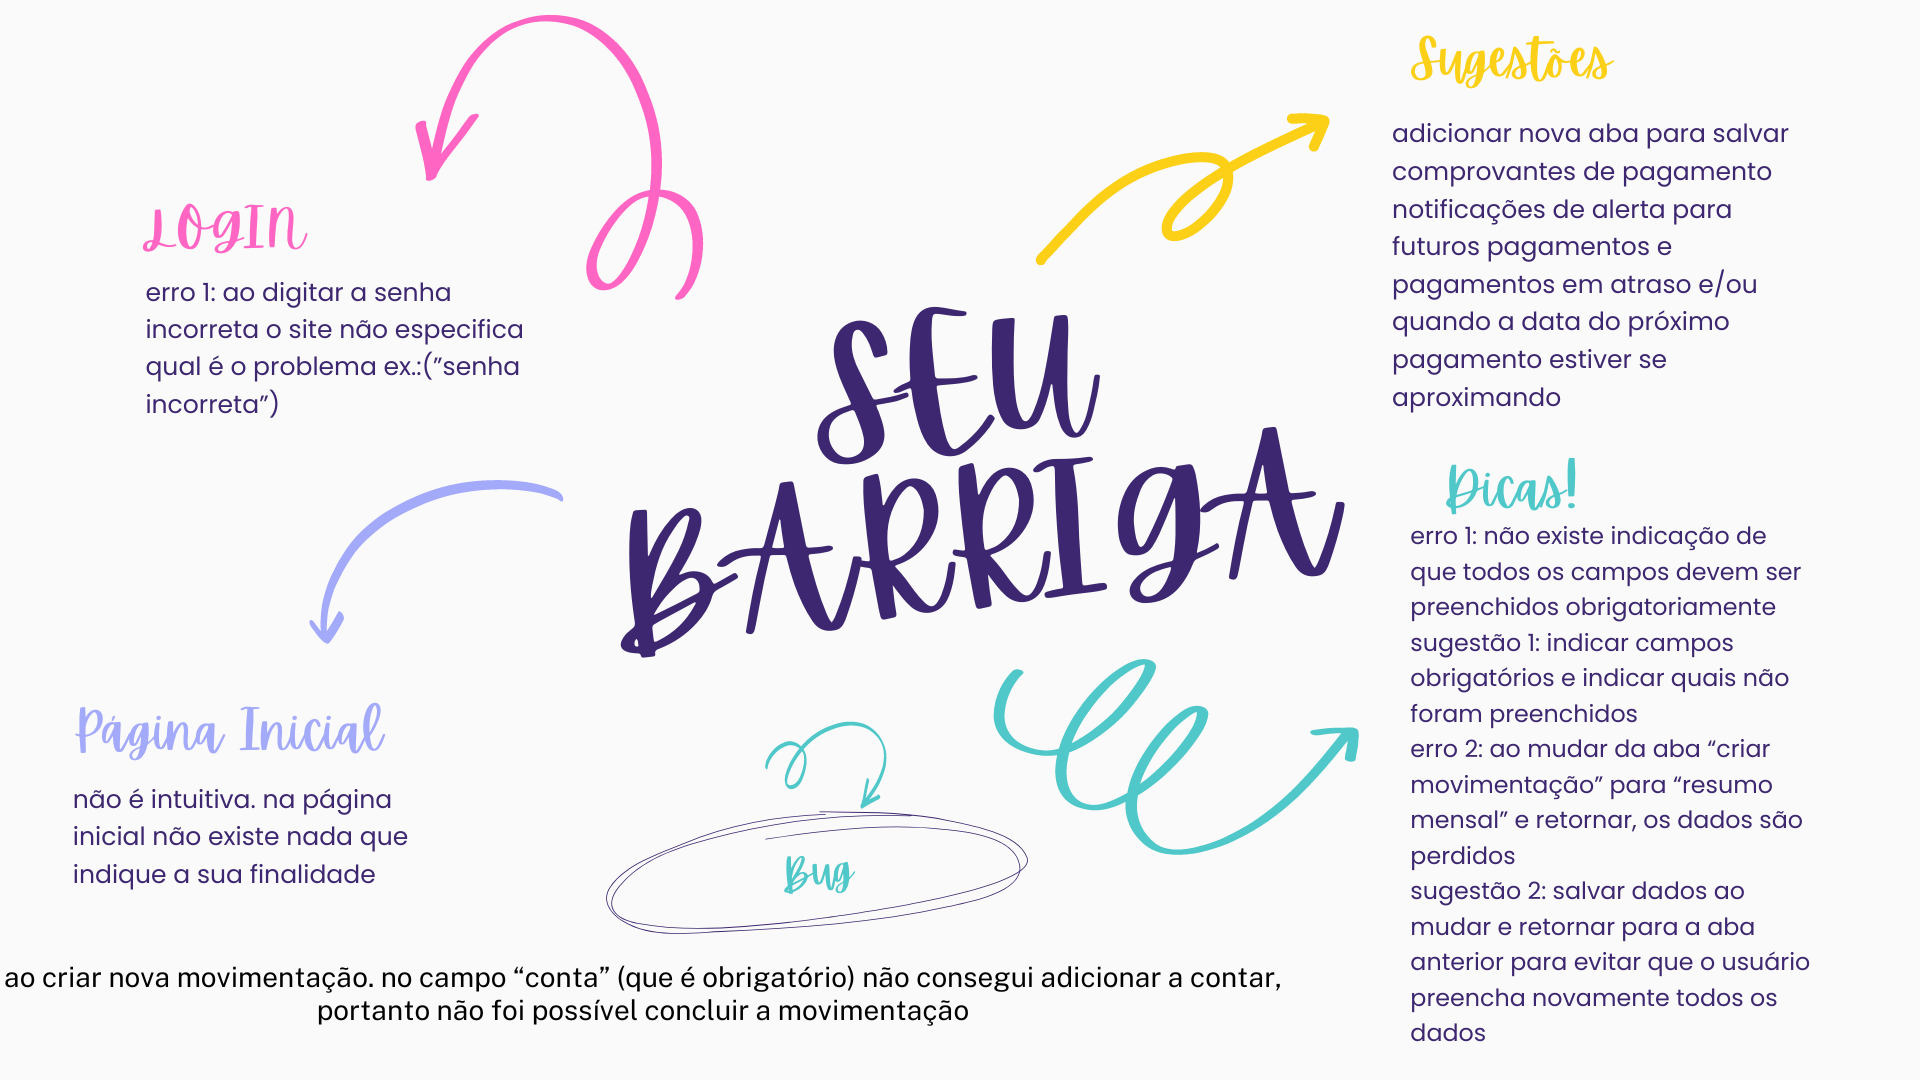 LOGIN
erro 1: ao digitar a senha
incorreta o site não especifica
qual é o problema ex.:(”senha
incorreta”)
Página Inicial
não é intuitiva. na página
inicial não existe nada que
indique a sua finalidade
SEU
BARRIGA
Bug
ao criar nova movimentação. no campo “conta” (que é obrigatório) não consegui adicionar a contar,
portanto não foi possível concluir a movimentação
Sugestões
adicionar nova aba para salvar
comprovantes de pagamento
notificações de alerta para
futuros pagamentos e
pagamentos em atraso e/ou
quando a data do próximo
pagamento estiver se
aproximando
Dicas!
erro 1: não existe indicação de
que todos os campos devem ser
preenchidos obrigatoriamente
sugestão 1: indicar campos
obrigatórios e indicar quais não
foram preenchidos
erro 2: ao mudar da aba “criar
movimentação” para “resumo
mensal” e retornar, os dados são
perdidos
sugestão 2: salvar dados ao
mudar e retornar para a aba
anterior para evitar que o usuário
preencha novamente todos os
dados